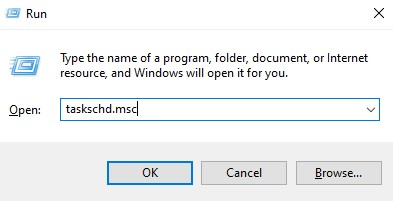 Run
Type the name of a program, folder, document, or Internet
resource, and Windows will open it for you.
Open: taskschd.msc
OK Cancel Browse...